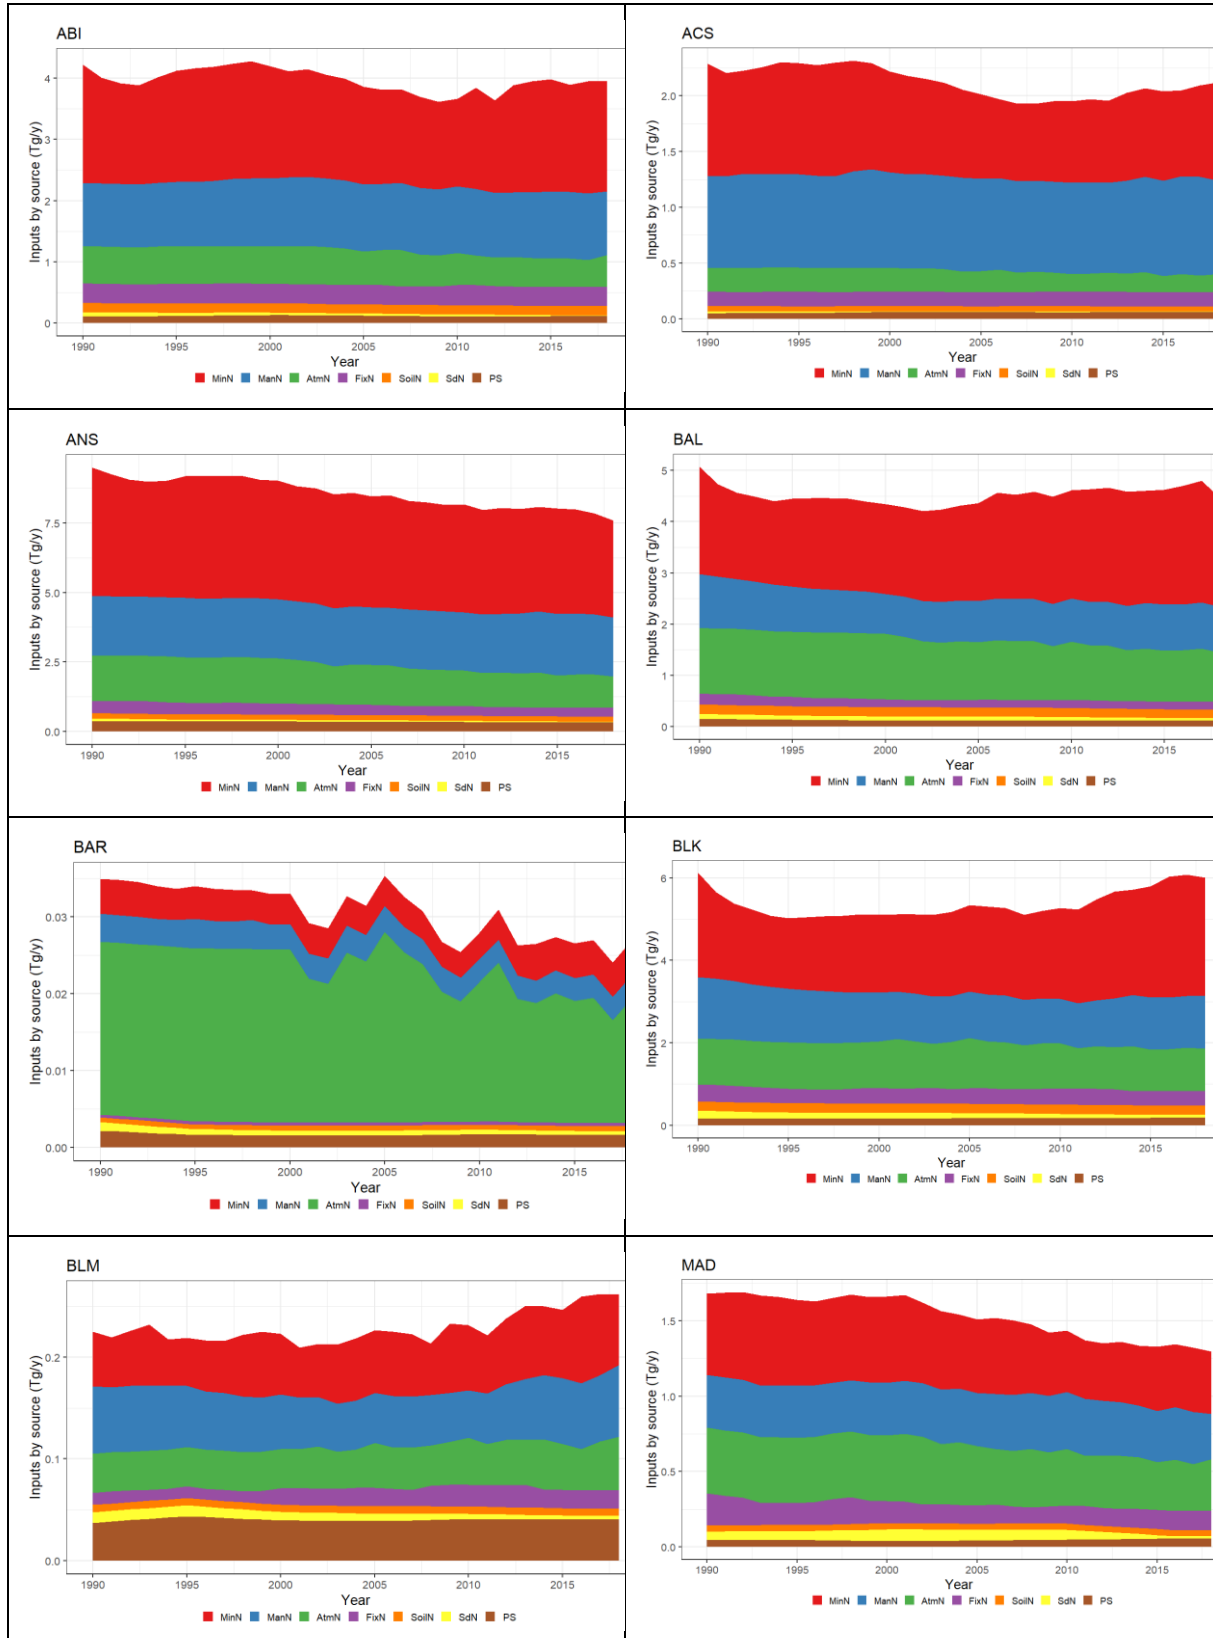 ABI
Inputs by source (Tg/y)
4
3
2
1
0
1990 1995 2000 2005 2010 2015
Year
MinN ManN AtmN FixN SoilN SdN PS
ACS
Inputs by source (Tg/y)
2.0
1.5
1.0
0.5
0.0
1990 1995 2000 2005 2010 2015
Year
MinN ManN AtmN FixN SoilN SdN PS
ANS
Inputs by source (Tg/y)
7.5
5.0
2.5
0.0
1990 1995 2000 2005 2010 2015
Year
MinN ManN AtmN FixN SoilN SdN PS
BAL
Inputs by source (Tg/y)
5
4
3
2
1
0
1990 1995 2000 2005 2010 2015
Year
MinN ManN AtmN FixN SoilN SdN PS
BAR
Inputs by source (Tg/y)
0.03
0.02
0.01
0.00
1990 1995 2000 2005 2010 2015
Year
MinN ManN AtmN FixN SoilN SdN PS
BLK
Inputs by source (Tg/y)
6
4
2
0
1990 1995 2000 2005 2010 2015
Year
MinN ManN AtmN FixN SoilN SdN PS
BLM
Inputs by source (Tg/y)
0.2
0.1
0.0
1990 1995 2000 2005 2010 2015
Year
MinN ManN AtmN FixN SoilN SdN PS
MAD
Inputs by source (Tg/y)
1.5
1.0
0.5
0.0
1990 1995 2000 2005 2010 2015
Year
MinN ManN AtmN FixN SoilN SdN PS